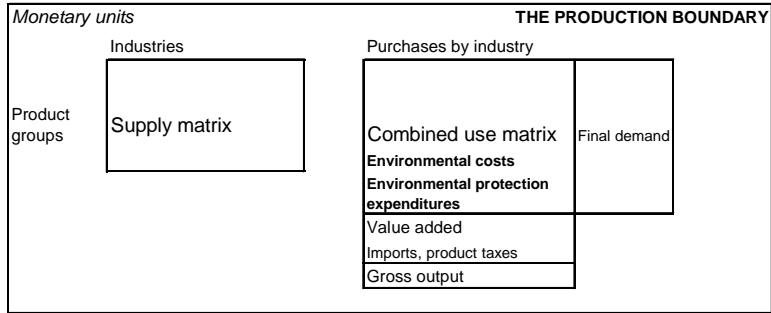 Monetary units THE PRODUCTION BOUNDARY
Industries Purchases by industry
Product
groups
Supply matrix
Combined use matrix Final demand
Environmental costs
Environmental protection
expenditures
Value added
Imports, product taxes
Gross output